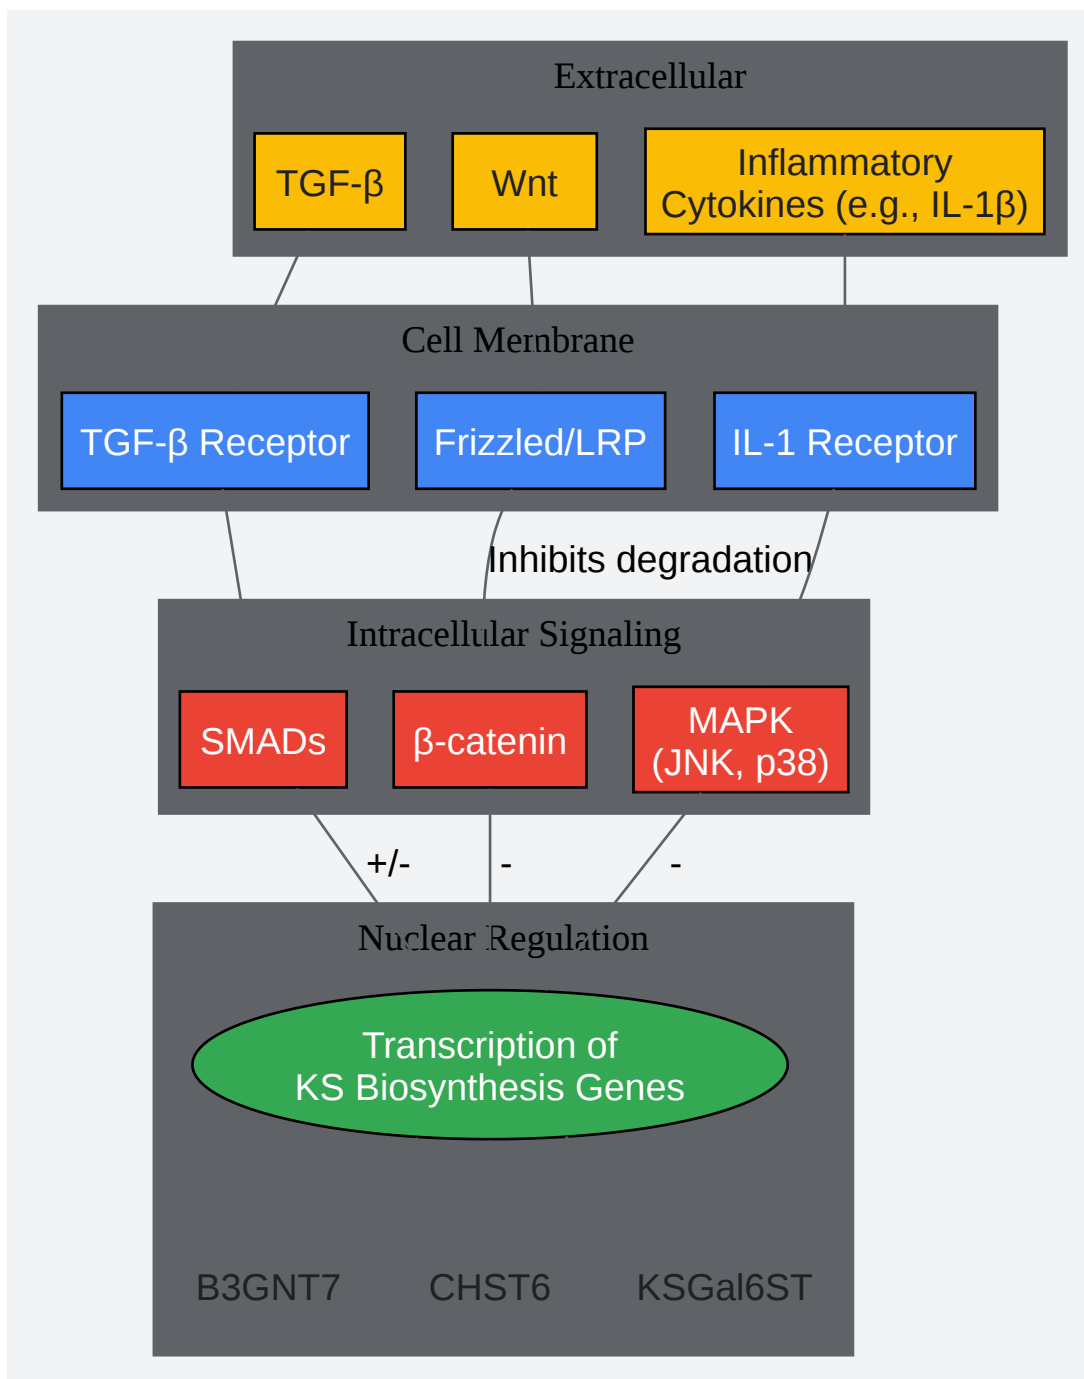 Extracellular
TGF-β
Wnt
Inflammatory
Cytokines (e.g., IL-1β)
Cell Membrane
TGF-β Receptor
Frizzled/LRP
IL-1 Receptor
Inhibits degradation
Intracellular Signaling
SMADs
β-catenin
MAPK
(JNK, p38)
+/-
-
-
Nuclear Regulation
Transcription of
KS Biosynthesis Genes
B3GNT7
CHST6
KSGal6ST